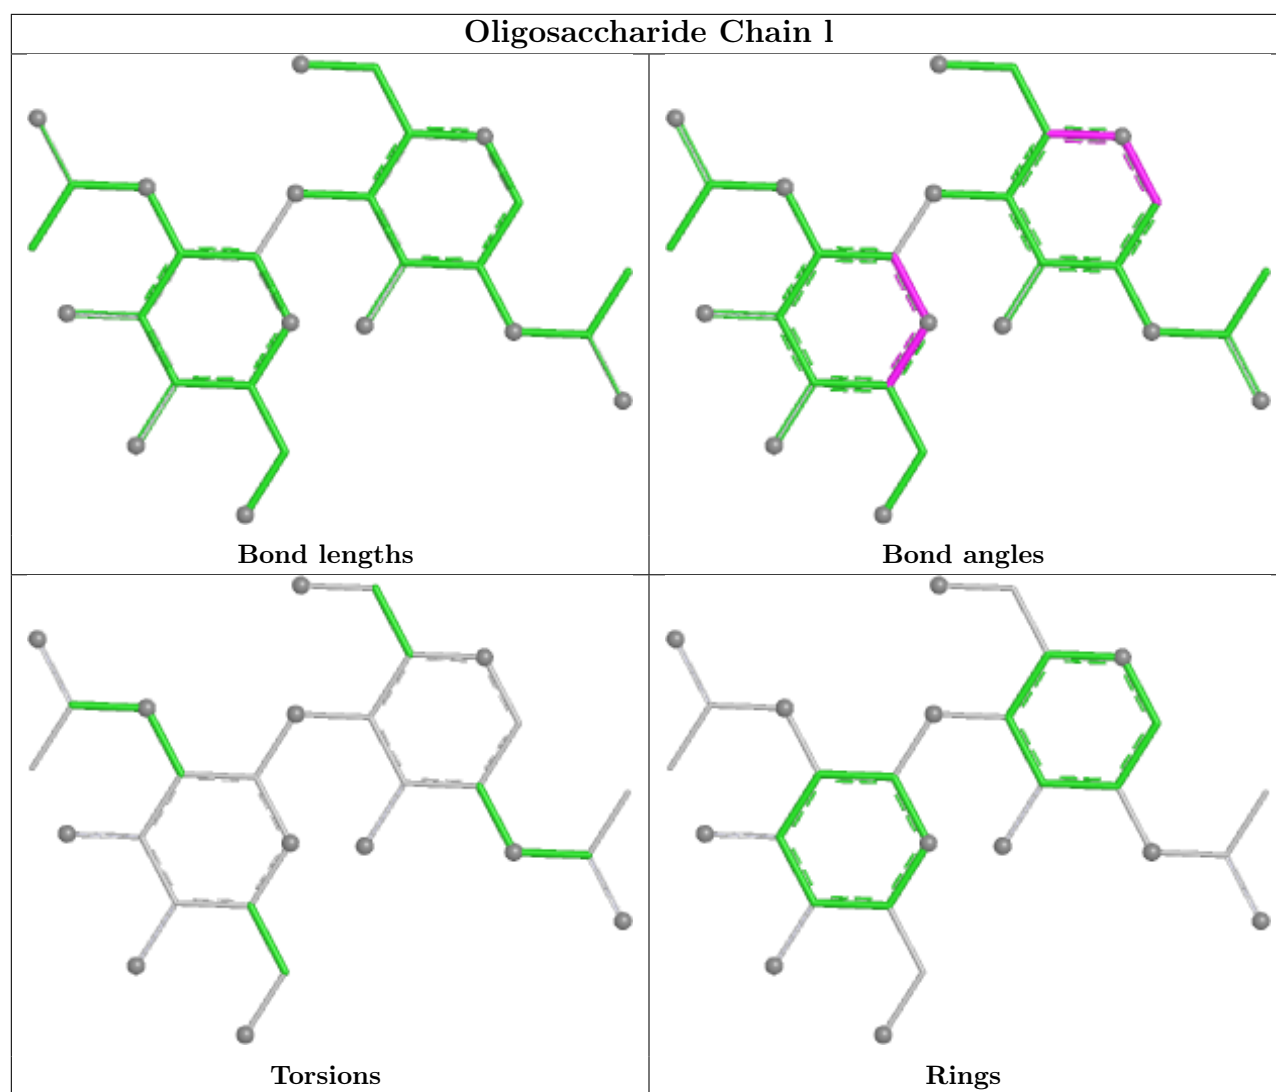 Oligosaccharide Chain l
Bond lengths
Bond angles
Torsions
Rings